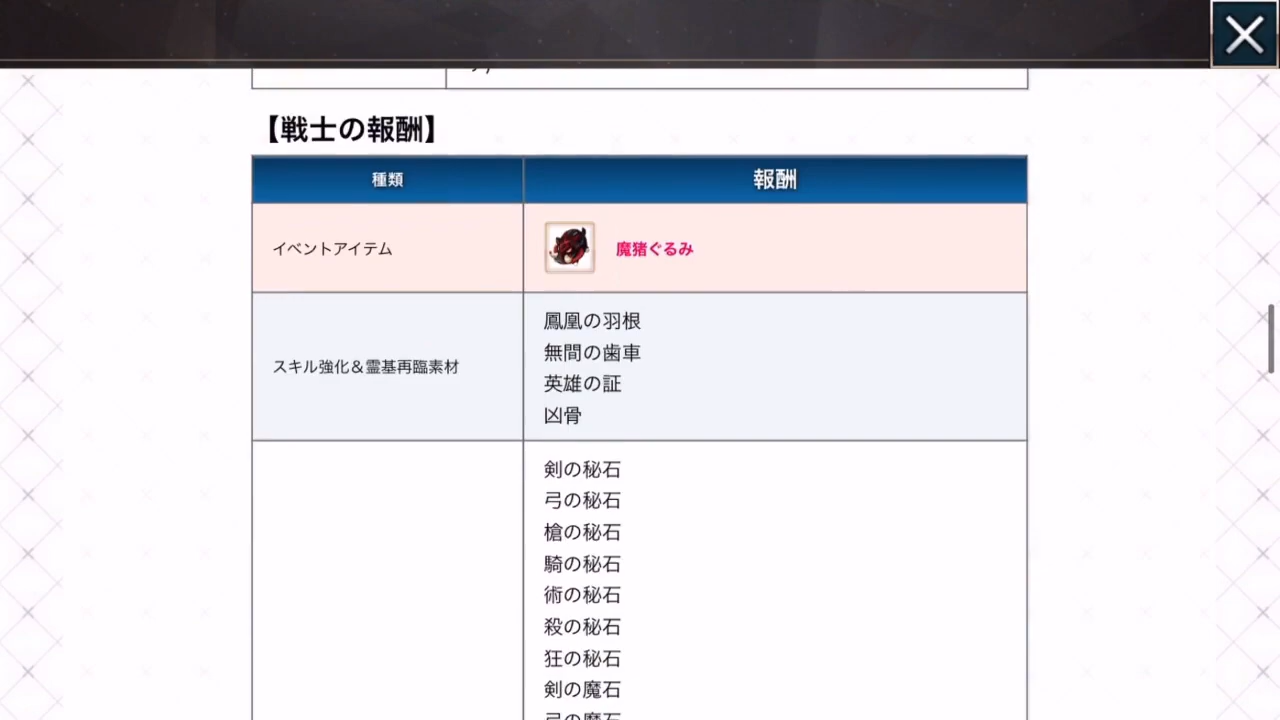 【戦士の報酬】
種類
報酬
イベントアイテム
魔猪ぐるみ
スキル強化＆霊基再臨素材
鳳凰の羽根
無間の歯車
英雄の証
凶骨
剣の秘石
弓の秘石
槍の秘石
騎の秘石
術の秘石
殺の秘石
狂の秘石
剣の魔石
弓の魔石